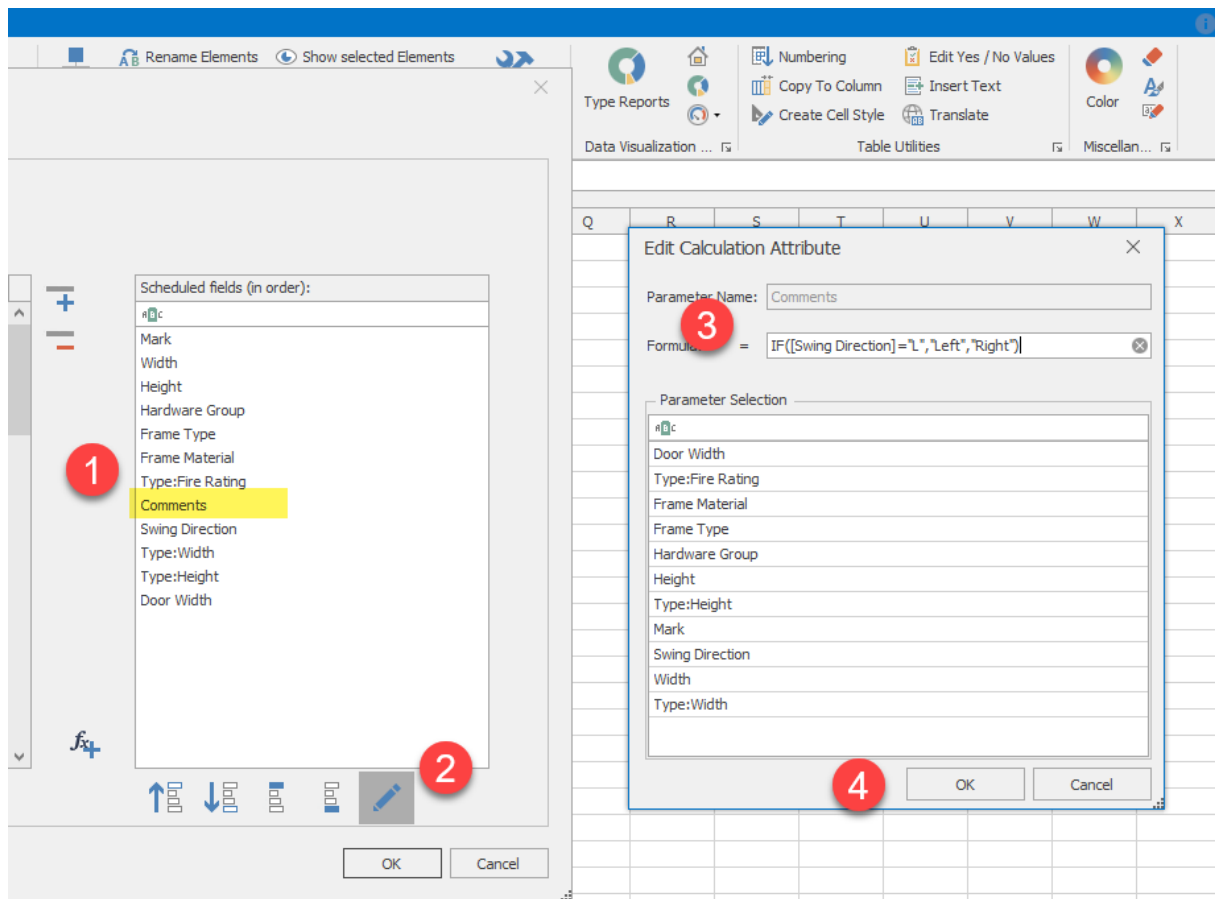 Rename Elements
Show selected Elements
Type Reports
Data Visualization ...
Numbering
Copy To Column
Create Cell Style
Edit Yes / No Values
Insert Text
Translate
Table Utilities
Color
Miscellan...
Q R S T U V W X
Scheduled fields (in order):
ABC
Mark
Width
Height
Hardware Group
Frame Type
Frame Material
Type:Fire Rating
Comments
Swing Direction
Type:Width
Type:Height
Door Width
1
fx
2
OK
Cancel
Edit Calculation Attribute
Parameter Name: Comments
3
= IF([Swing Direction]="L","Left","Right")
Parameter Selection
ABC
Door Width
Type:Fire Rating
Frame Material
Frame Type
Hardware Group
Height
Type:Height
Mark
Swing Direction
Width
Type:Width
4
OK
Cancel